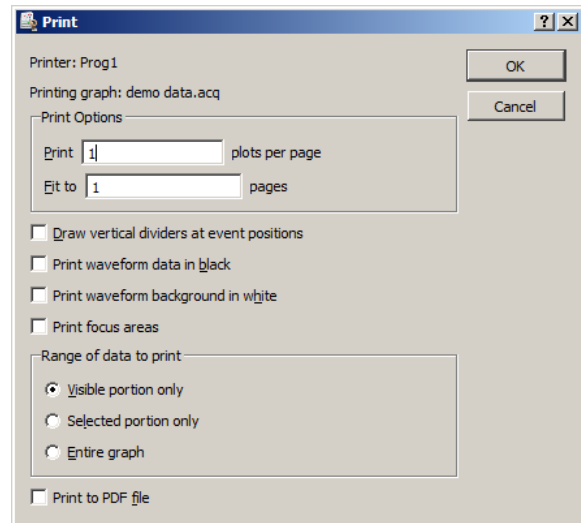 Print
Printer: Prog1
OK
Printing graph: demo data.acq
Cancel
Print Options
Print 1 plots per page
Fit to 1 pages
Draw vertical dividers at event positions
Print waveform data in black
Print waveform background in white
Print focus areas
Range of data to print
Visible portion only
Selected portion only
Entire graph
Print to PDF file